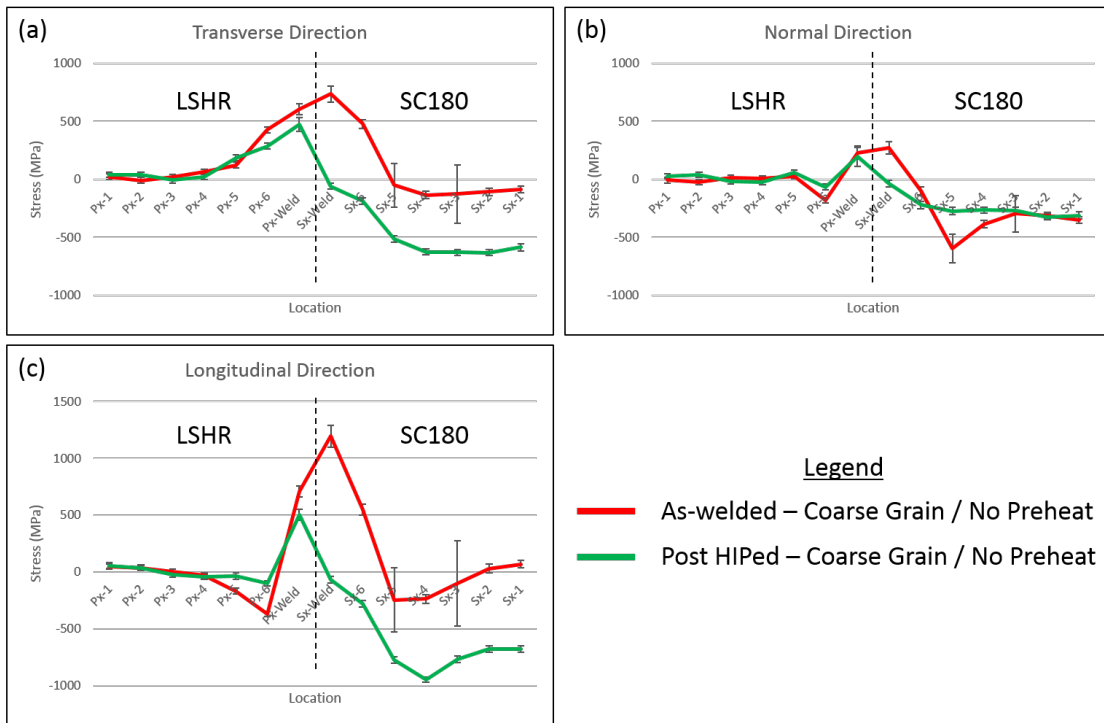 (a)
Transverse Direction
1000
500
0
-500
-1000
Stress (MPa)
LSHR
SC180
Px-1
Px-2
Px-3
Px-4
Px-5
Px-6
Px-Weld
Sx-Weld
Sx-6
Sx-5
Sx-4
Sx-3
Sx-2
Sx-1
Location
(b)
Normal Direction
1000
500
0
-500
-1000
Stress (MPa)
LSHR
SC180
Px-1
Px-2
Px-3
Px-4
Px-5
Px-6
Px-Weld
Sx-Weld
Sx-6
Sx-5
Sx-4
Sx-3
Sx-2
Sx-1
Location
(c)
Longitudinal Direction
1500
1000
500
0
-500
-1000
Stress (MPa)
LSHR
SC180
Px-1
Px-2
Px-3
Px-4
Px-5
Px-6
Px-Weld
Sx-Weld
Sx-6
Sx-5
Sx-4
Sx-3
Sx-2
Sx-1
Location
Legend
As-welded – Coarse Grain / No Preheat
Post HIPed – Coarse Grain / No Preheat